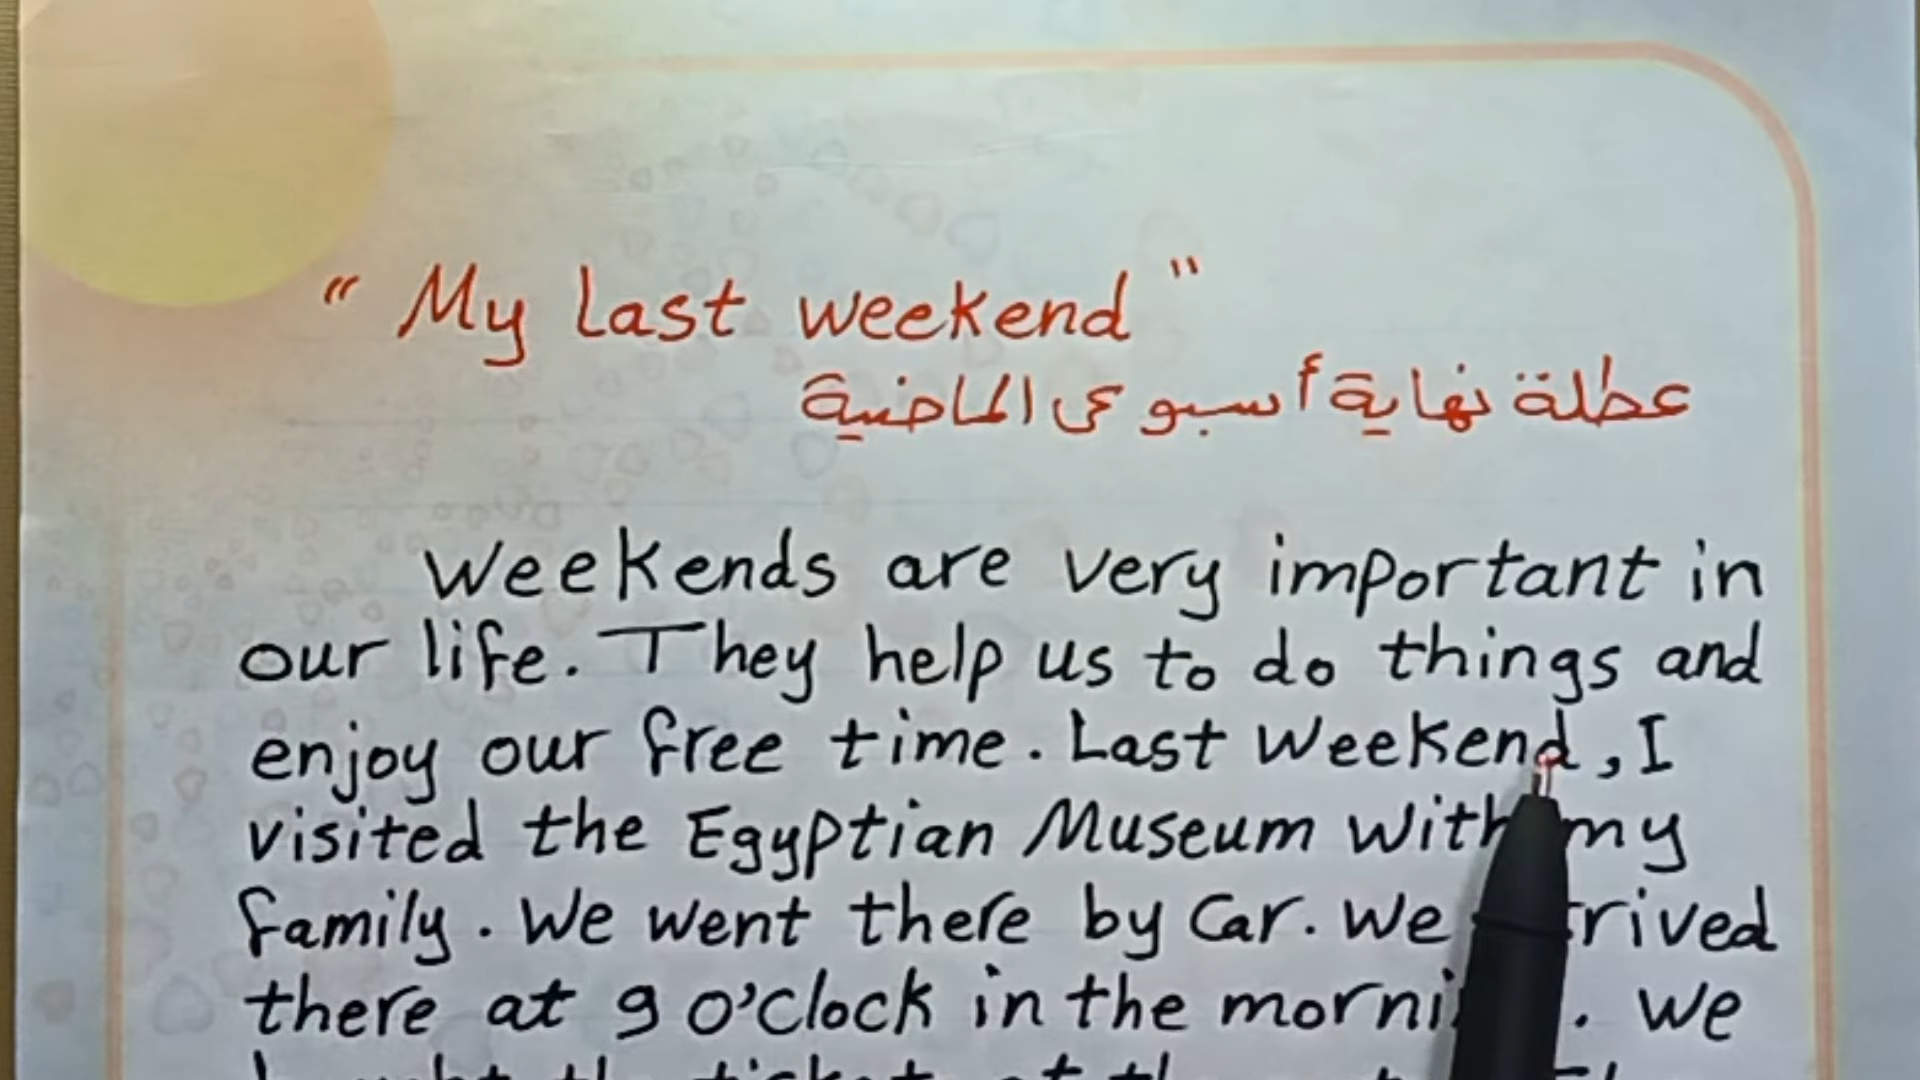 " My last weekend "
عطلة نهاية أسبوعى الماضية
Weekends are very important in
our life. They help us to do things and
enjoy our free time. Last weekend, I
visited the Egyptian Museum with my
family. We went there by car. We
there at 9 o'clock in the . We